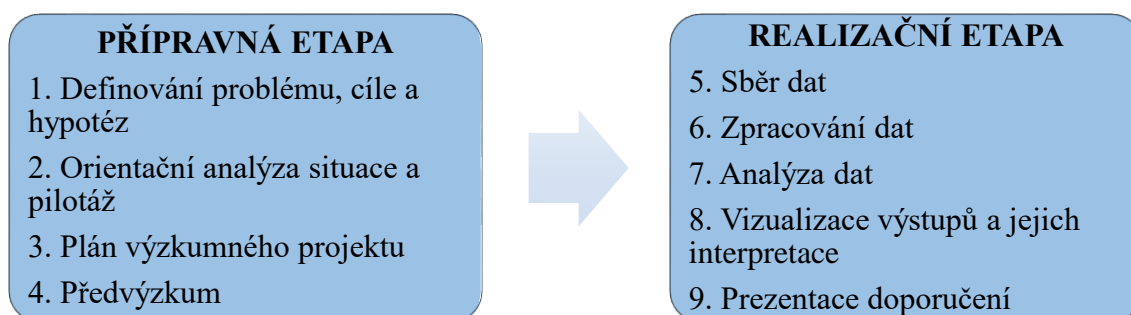 PŘÍPRAVNÁ ETAPA
1. Definování problému, cíle a
hypotéz
2. Orientační analýza situace a
pilotáž
3. Plán výzkumného projektu
4. Předvýzkum
REALIZAČNÍ ETAPA
5. Sběr dat
6. Zpracování dat
7. Analýza dat
8. Vizualizace výstupů a jejich
interpretace
9. Prezentace doporučení